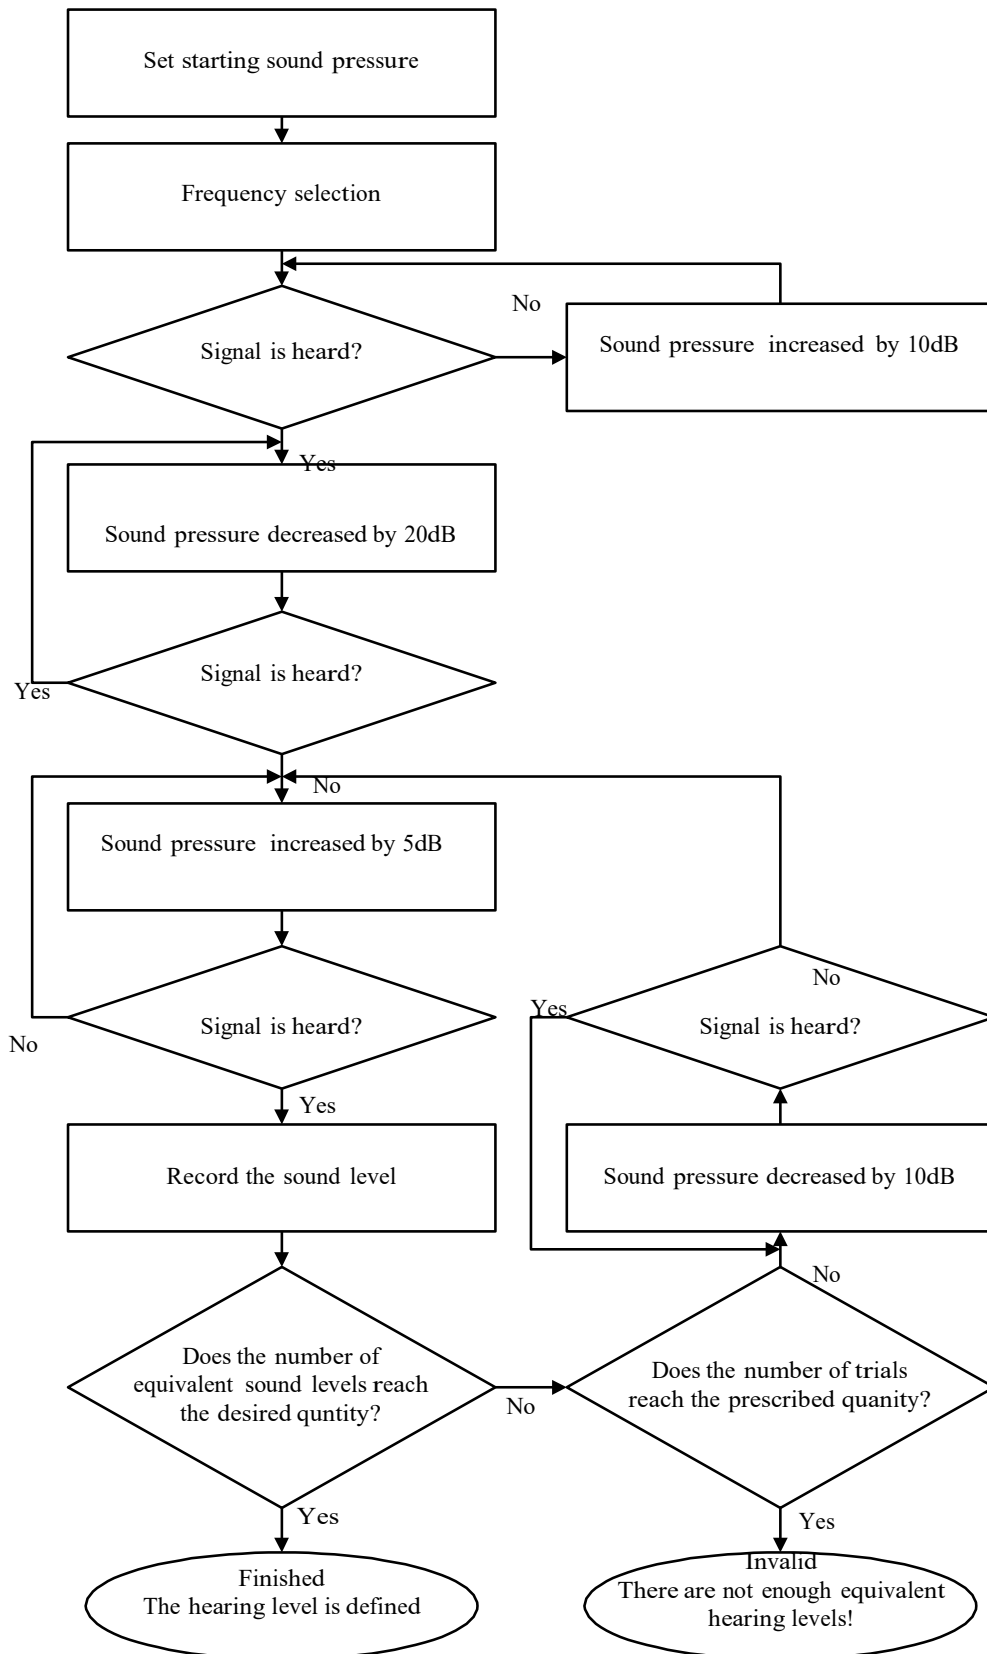 Set starting sound pressure
Frequency selection
No
Signal is heard?
Sound pressure increased by 10dB
Yes
Sound pressure decreased by 20dB
Signal is heard?
Yes
No
Sound pressure increased by 5dB
No
Yes
Signal is heard?
Signal is heard?
No
Yes
Record the sound level
Sound pressure decreased by 10dB
No
Does the number of
equivalent sound levels reach
the desired quntity?
No
Does the number of trials
reach the prescribed quanity?
Yes
Yes
Finished
The hearing level is defined
Invalid
There are not enough equivalent
hearing levels!